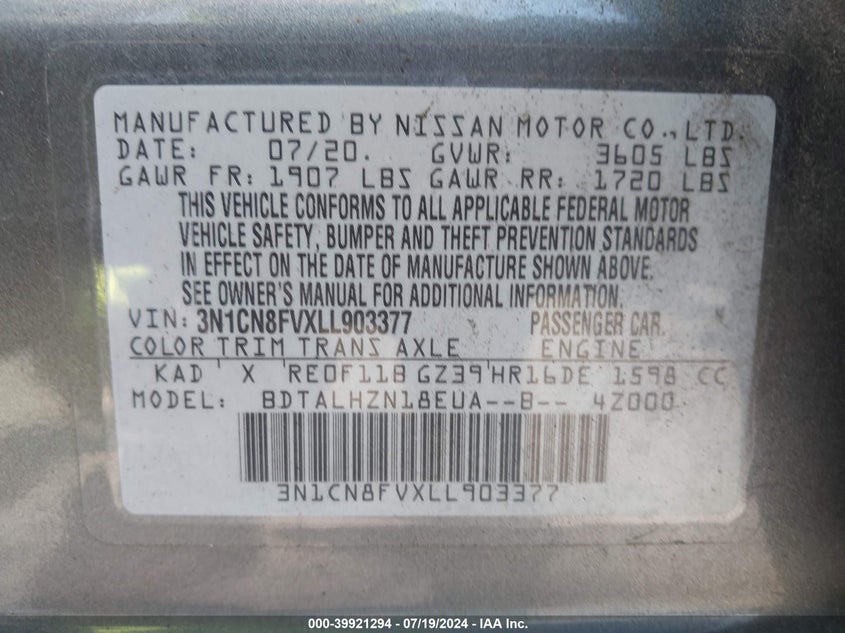 MANUFACTURED BY NISSAN MOTOR CO., LTD.
DATE: 07/20. GVWR: 3605 LBS
GAWR FR: 1907 LBS GAWR RR: 1720 LBS
THIS VEHICLE CONFORMS TO ALL APPLICABLE FEDERAL MOTOR
VEHICLE SAFETY, BUMPER AND THEFT PREVENTION STANDARDS
IN EFFECT ON THE DATE OF MANUFACTURE SHOWN ABOVE.
SEE OWNER'S MANUAL FOR ADDITIONAL INFORMATION.
VIN: 3N1CN8FVXLL903377 PASSENGER CAR.
COLOR TRIM TRANS AXLE ENGINE
KAD X RE0F11B GZ39 HR16DE 1598 CC
MODEL: BDTALHZN18EUA--B-- 4Z000
3N1CN8FVXLL903377
000-39921294 - 07/19/2024 - IAA Inc.